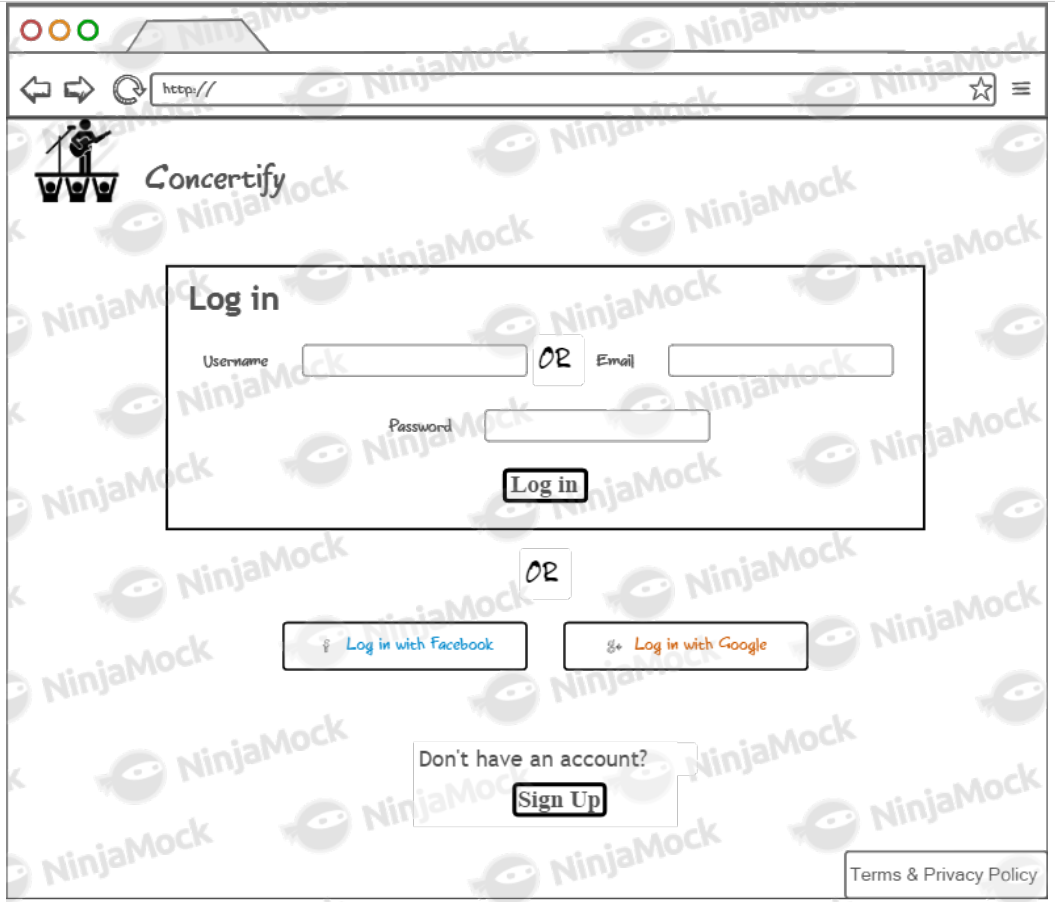 http://
Concertify
Log in
Username OR Email
Password
Log in
OR
Log in with Facebook
g+ Log in with Google
Don't have an account?
Sign Up
Terms & Privacy Policy
NinjaMock